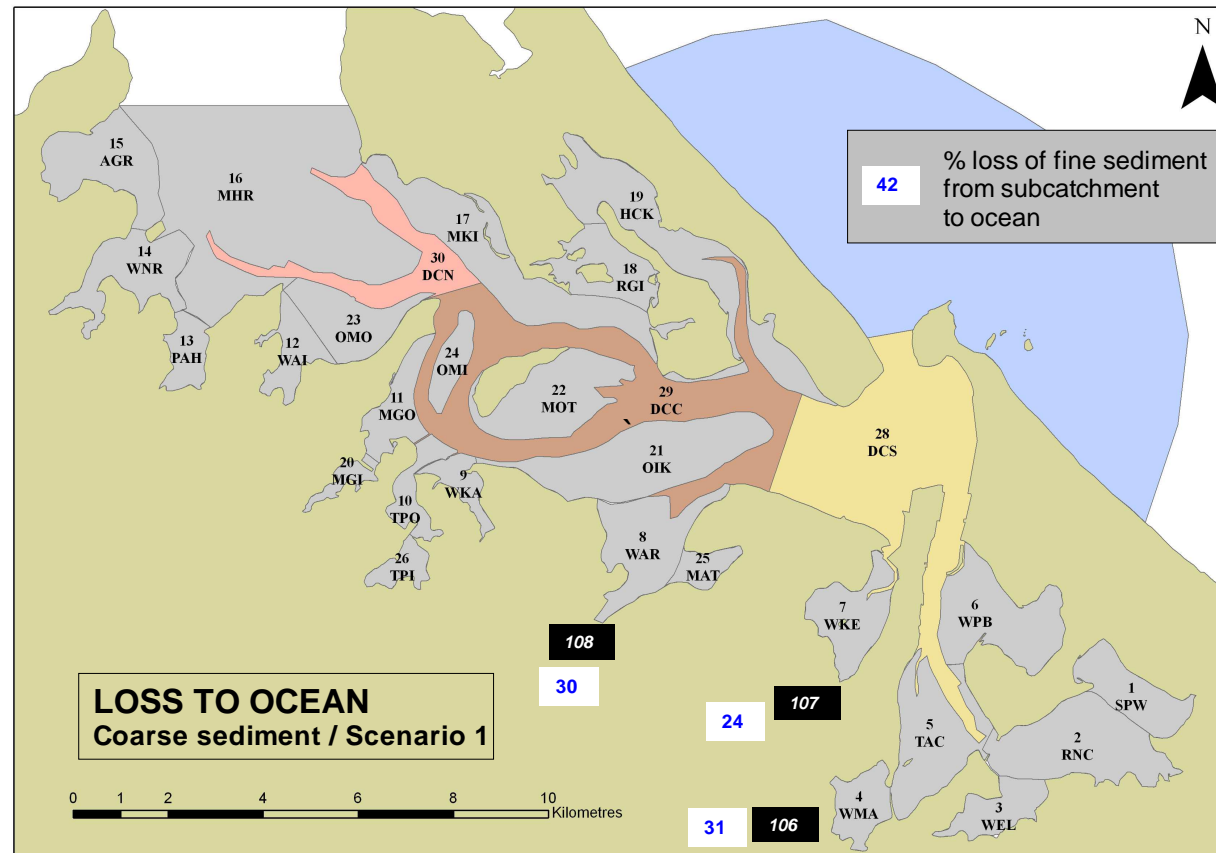 N
15
AGR
16
MHR
19
HCK
42
% loss of fine sediment
from subcatchment
to ocean
17
MKI
14
WNR
30
DCN
18
RGI
23
OMO
13
PAH
12
WAI
24
OMI
22
MOT
29
DCC
11
MGO
28
DCS
21
OIK
20
MGI
9
WKA
10
TPO
8
WAR
25
MAT
26
TPI
7
WKE
6
WPB
108
30
107
24
1
SPW
5
TAC
2
RNC
LOSS TO OCEAN
Coarse sediment / Scenario 1
4
WMA
3
WEL
31
106
0 1 2 4 6 8 10
Kilometres